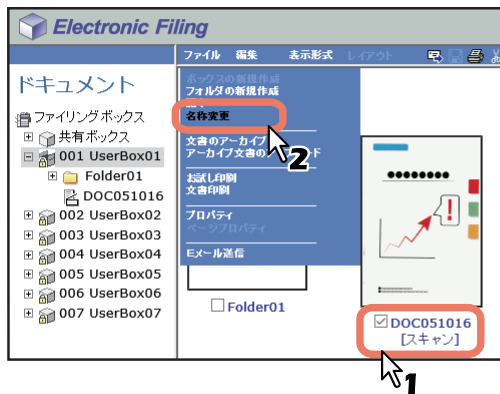 Electronic Filing
ファイル 編集 表示形式 レイアウト
ドキュメント
ファイリングボックス
共有ボックス
001 UserBox01
Folder01
DOC051016
002 UserBox02
003 UserBox03
004 UserBox04
005 UserBox05
006 UserBox06
007 UserBox07
ボックスの新規作成
フォルダの新規作成
名称変更
文書のアーカイブ
アーカイブ文書の
ード
お試し印刷
文書印刷
プロパティ
ページプロパティ
Eメール送信
2
Folder01
DOC051016
[スキャン]
1